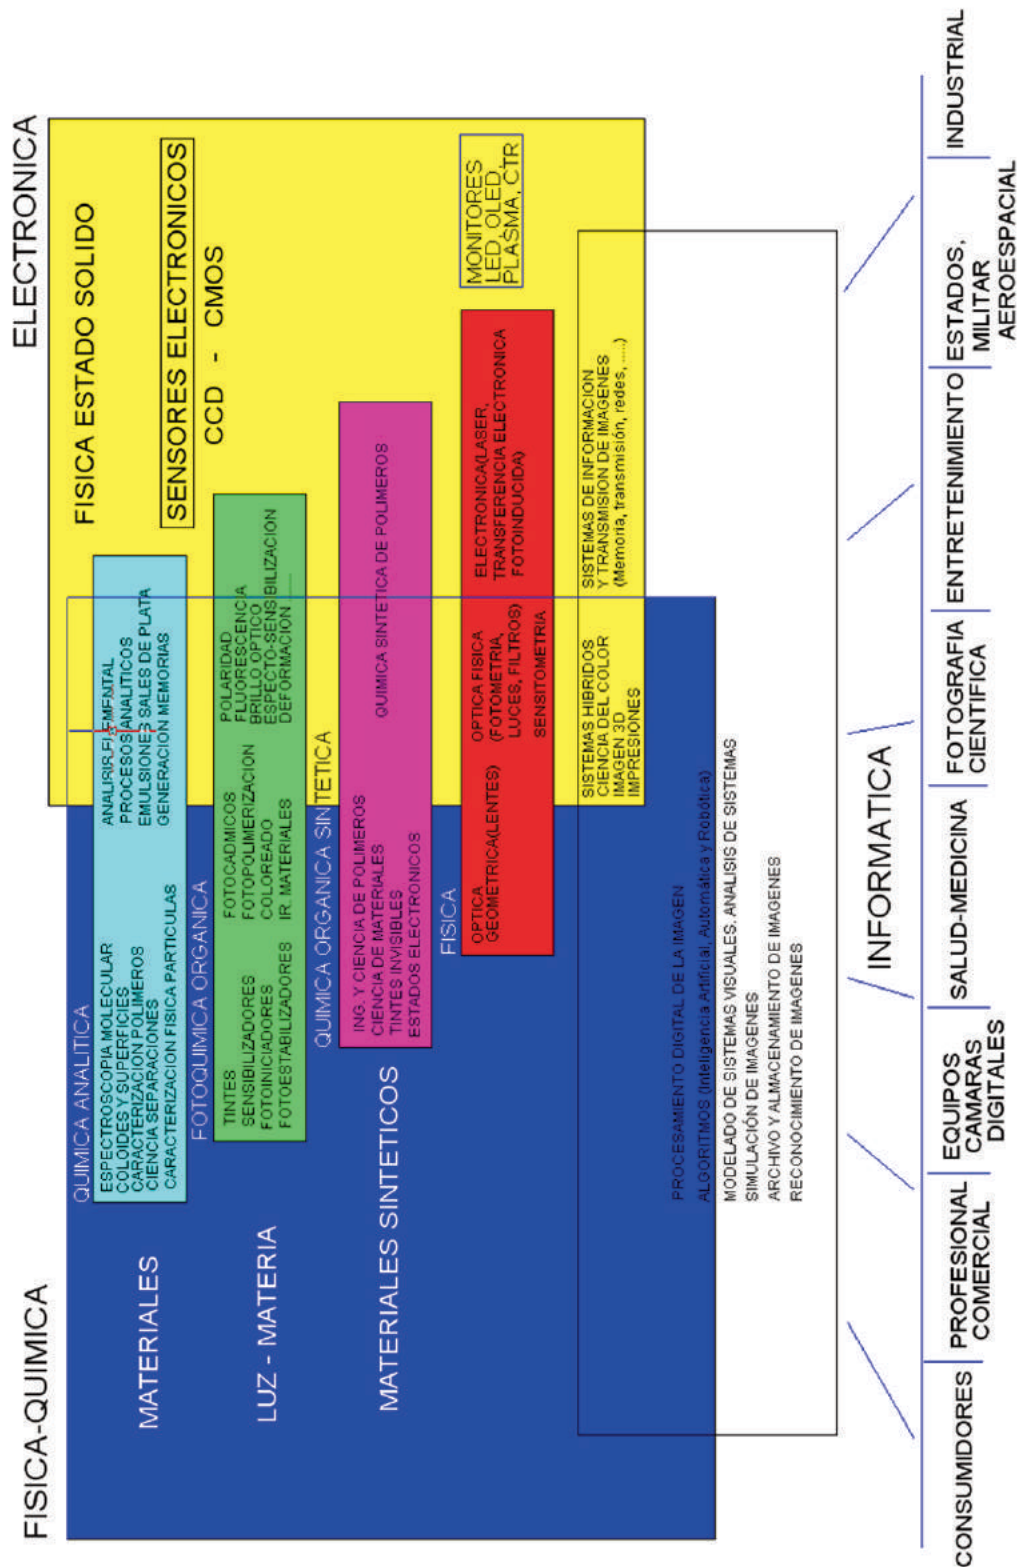 FISICA-QUIMICA
ELECTRONICA
QUIMICA ANALITICA
FISICA ESTADO SOLIDO
MATERIALES
ESPECTROSCOPIA MOLECULAR
COLOIDES Y SUPERFICIES
CARACTERIZACION POLIMEROS
CIENCIA SEPARACIONES
CARACTERIZACION FISICA PARTICULAS
PROCESOS ANALITICOS
EMULSIONES SALES DE PLATA
GENERACION MEMORIAS
SENSORES ELECTRONICOS
CCD - CMOS
FOTOQUIMICA ORGANICA
LUZ - MATERIA
TINTES
SENSIBILIZADORES
FOTOINICIADORES
FOTOESTABILIZADORES
FOTOCADMICOS
FOTOPOLIMERIZACION
COLOREADO
IR. MATERIALES
POLARIDAD
FLUORESCENCIA
BRILLO OPTICO
ESPECTO-SENSIBILIZACION
DEFORMACION ......
QUIMICA ORGANICA SINTETICA
MATERIALES SINTETICOS
ING. Y CIENCIA DE POLIMEROS
CIENCIA DE MATERIALES
TINTES INVISIBLES
ESTADOS ELECTRONICOS
QUIMICA SINTETICA DE POLIMEROS
FISICA
OPTICA
GEOMETRICA(LENTES)
OPTICA FISICA
(FOTOMETRIA,
LUCES, FILTROS)
SENSITOMETRIA
ELECTRONICA(LASER,
TRANSFERENCIA ELECTRONICA
FOTOINDUCIDA)
MONITORES
LED, OLED,
PLASMA, CTR
SISTEMAS HIBRIDOS
CIENCIA DEL COLOR
IMAGEN 3D
IMPRESIONES
SISTEMAS DE INFORMACION
Y TRANSMISION DE IMAGENES
(Memoria, transmisión, redes, .....)
PROCESAMIENTO DIGITAL DE LA IMAGEN
ALGORITMOS (Inteligencia Artificial, Automática y Robótica)
MODELADO DE SISTEMAS VISUALES. ANALISIS DE SISTEMAS
SIMULACIÓN DE IMAGENES
ARCHIVO Y ALMACENAMIENTO DE IMAGENES
RECONOCIMIENTO DE IMAGENES
INFORMATICA
CONSUMIDORES
PROFESIONAL
COMERCIAL
EQUIPOS
CAMARAS
DIGITALES
SALUD-MEDICINA
FOTOGRAFIA
CIENTIFICA
ENTRETENIMIENTO
ESTADOS,
MILITAR
AEROESPACIAL
INDUSTRIAL